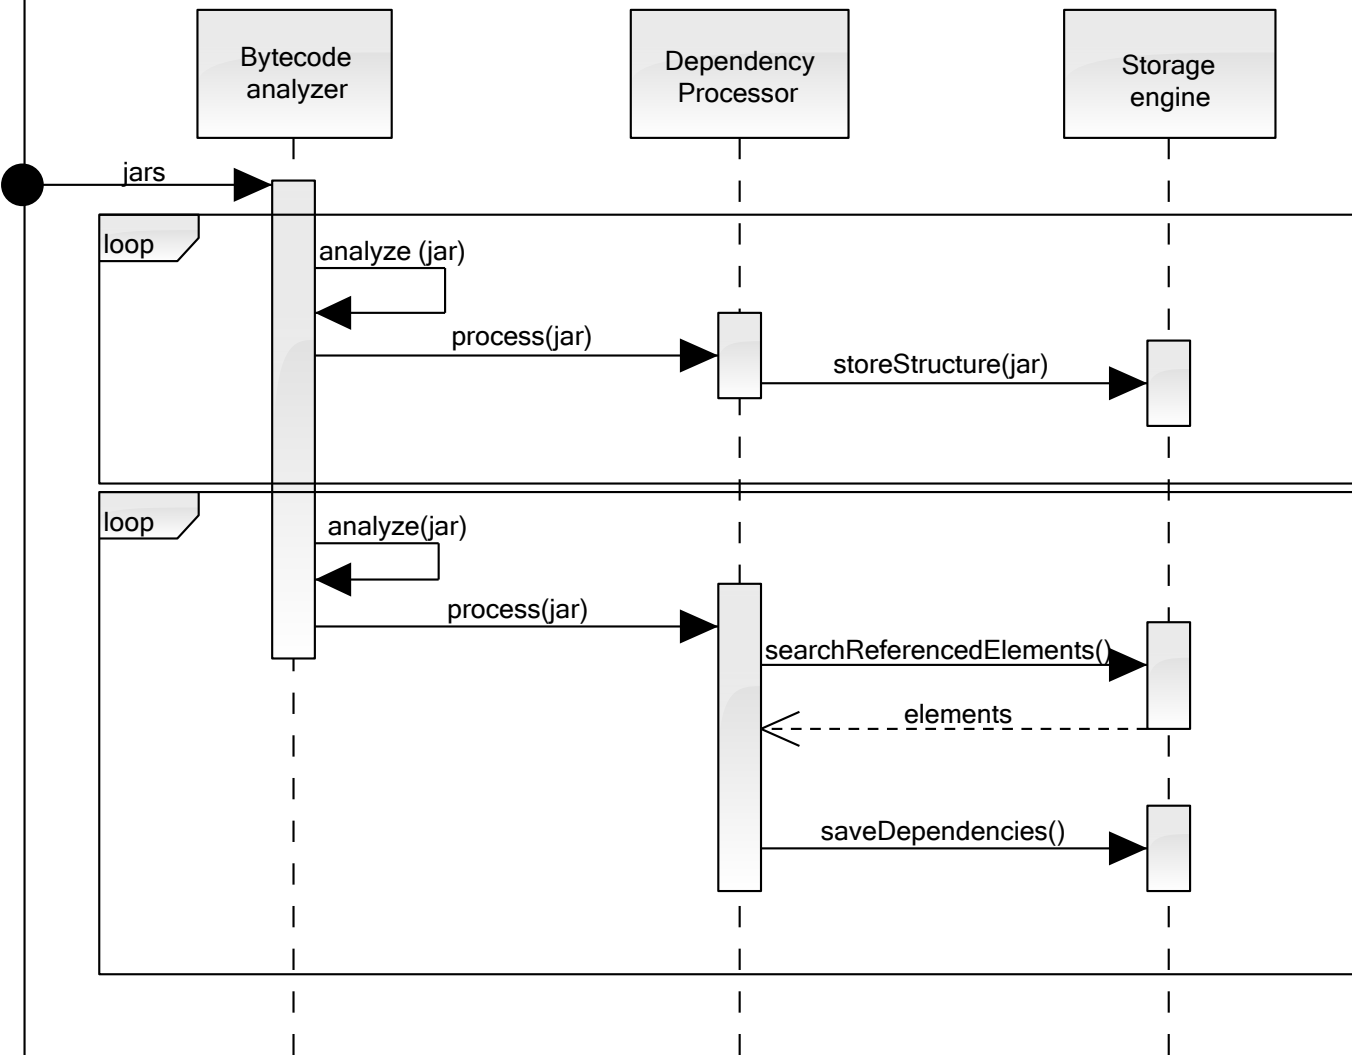 Bytecode
analyzer
Dependency
Processor
Storage
engine
jars
loop
analyze (jar)
process(jar)
storeStructure(jar)
loop
analyze(jar)
process(jar)
searchReferencedElements()
elements
saveDependencies()